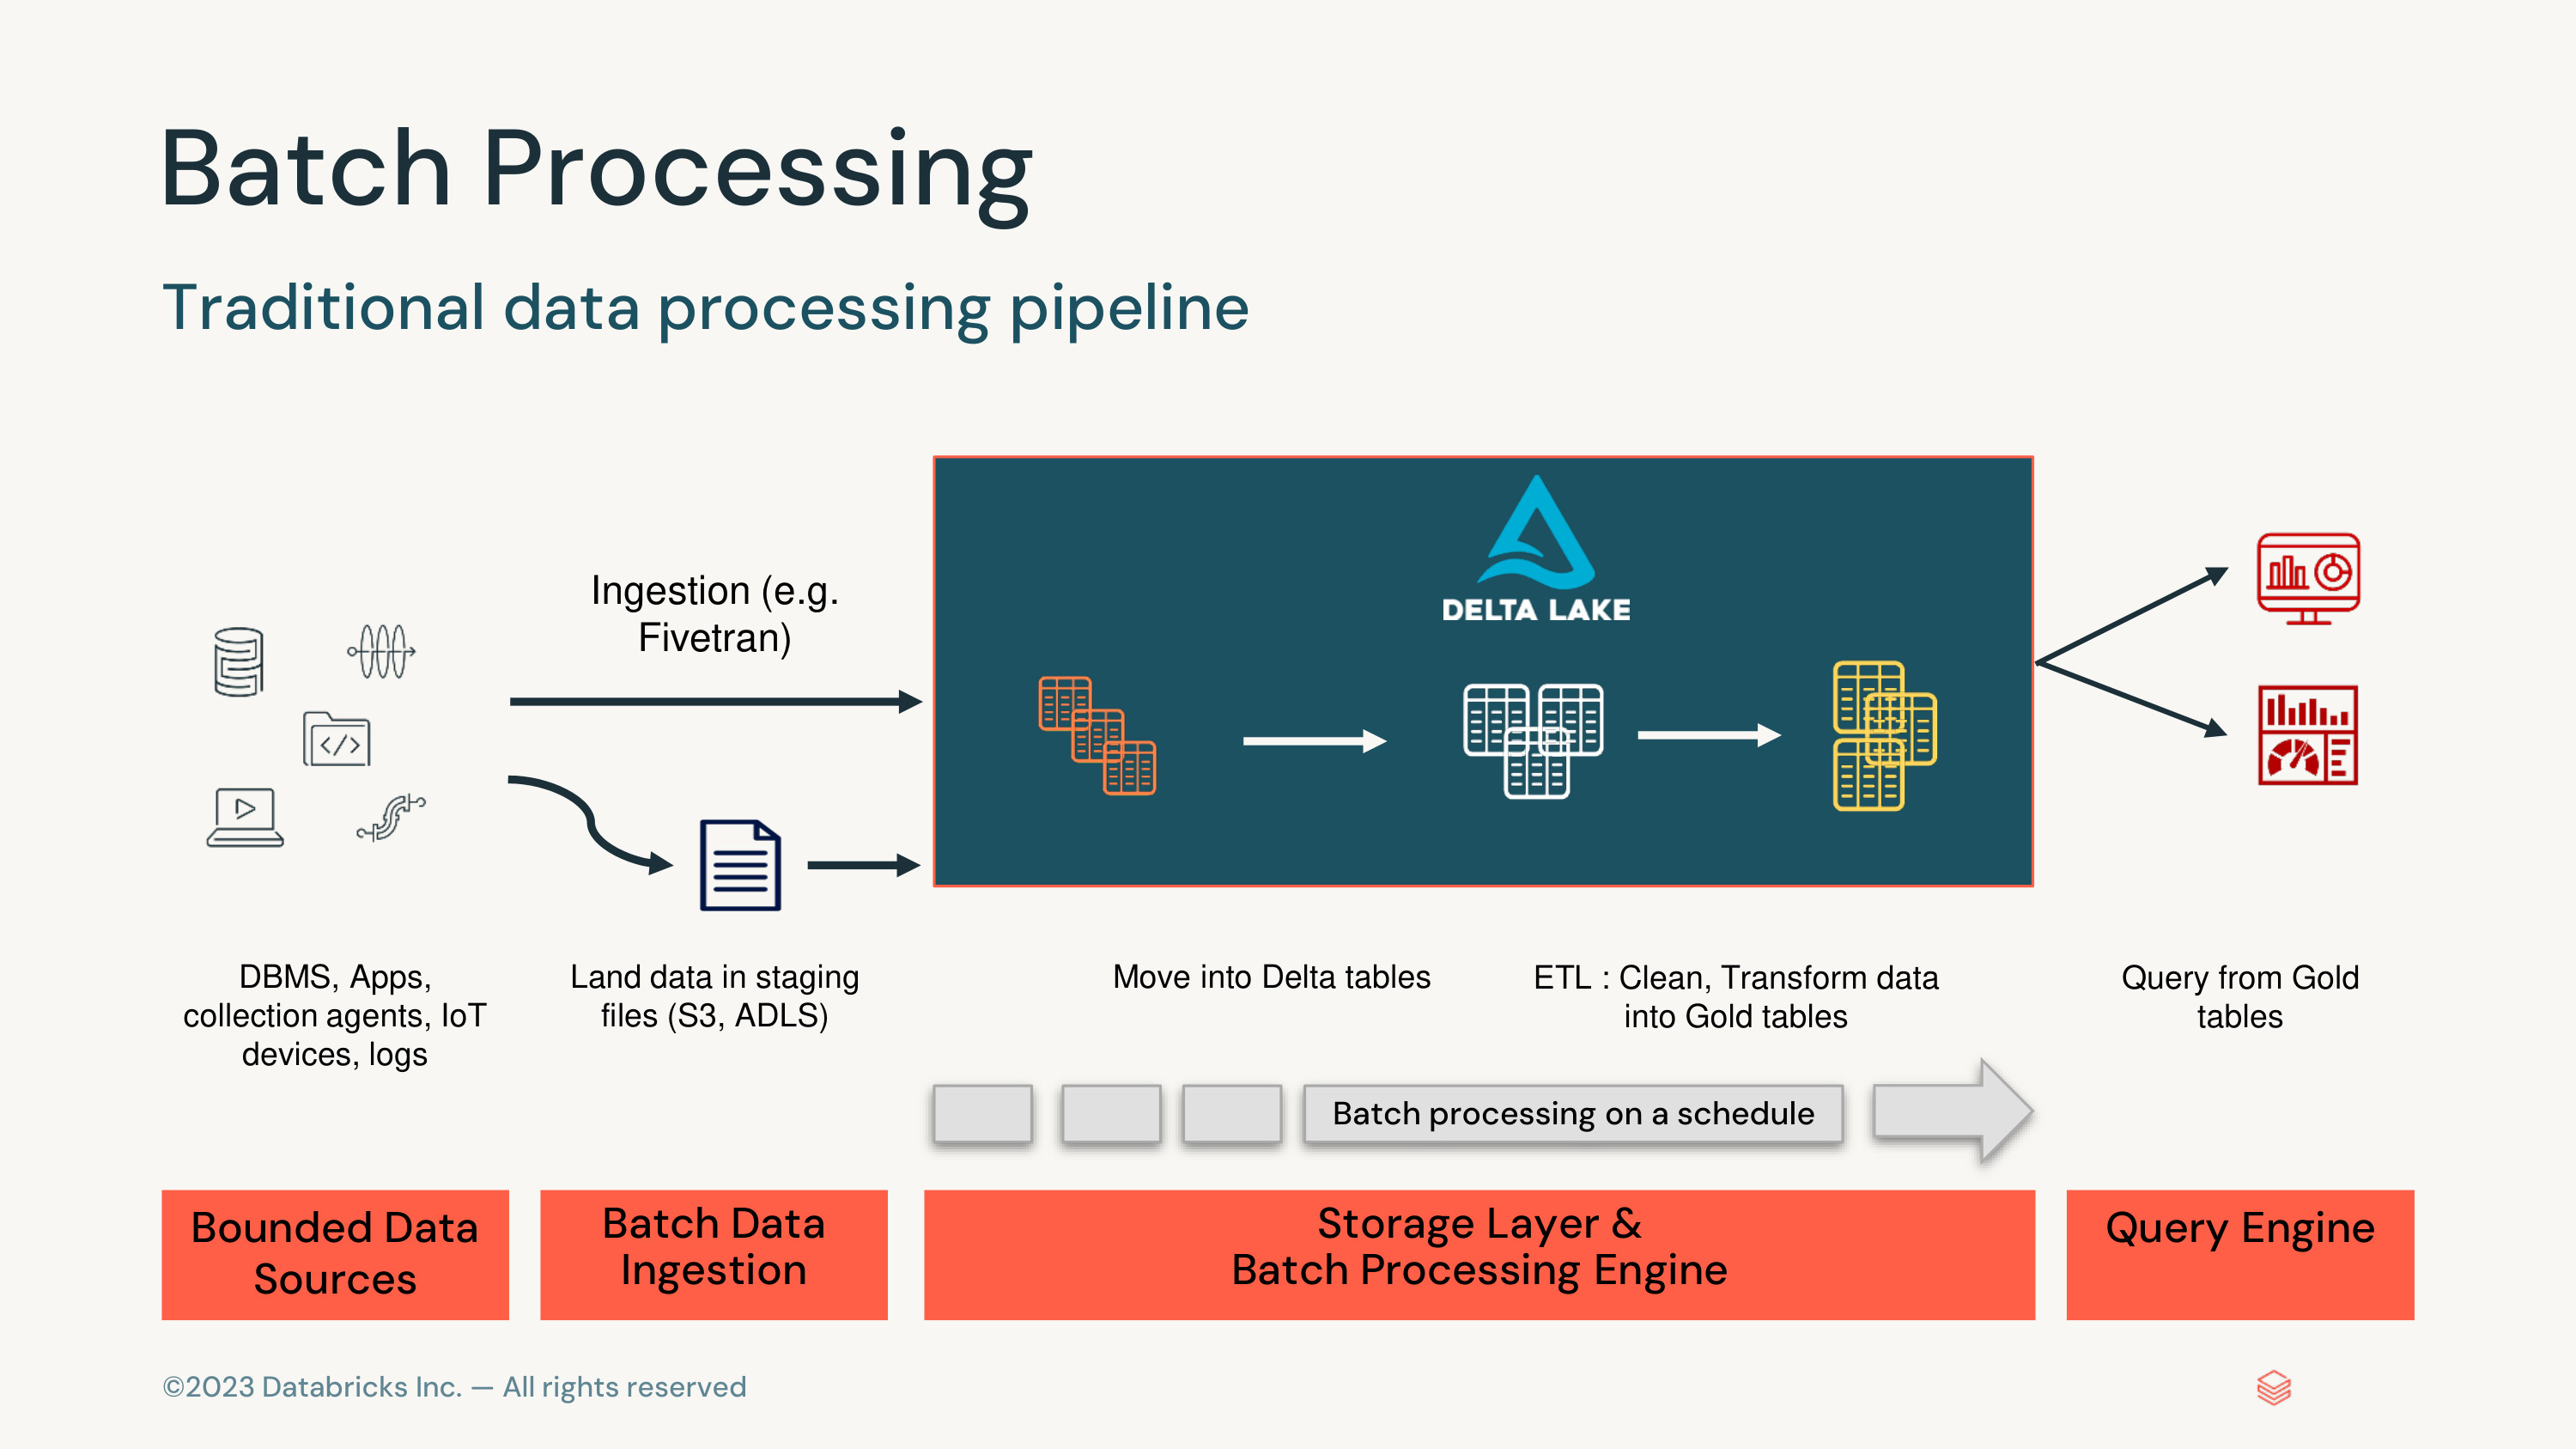 Batch Processing
Traditional data processing pipeline
Ingestion (e.g.
Fivetran)
DELTA LAKE
</>
DBMS, Apps,
collection agents, IoT
devices, logs
Land data in staging
files (S3, ADLS)
Move into Delta tables
ETL : Clean, Transform data
into Gold tables
Query from Gold
tables
Batch processing on a schedule
Bounded Data
Sources
Batch Data
Ingestion
Storage Layer &
Batch Processing Engine
Query Engine
©2023 Databricks Inc. — All rights reserved